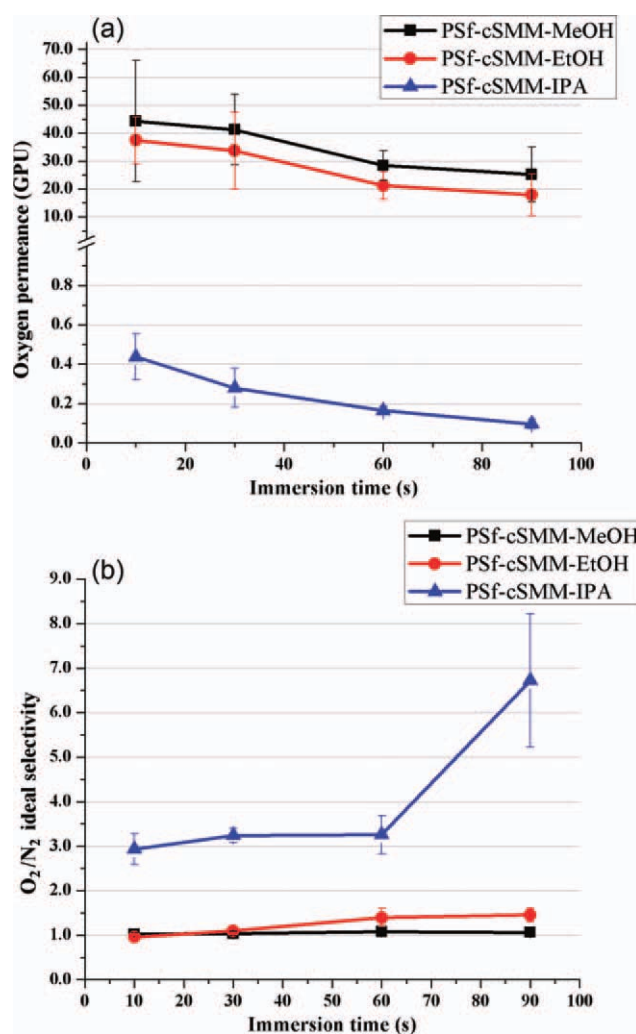 (a)
PSf-cSMM-MeOH
PSf-cSMM-EtOH
PSf-cSMM-IPA
Oxygen permeance (GPU)
70.0
60.0
50.0
40.0
30.0
20.0
10.0
0.8
0.6
0.4
0.2
0.0
0 20 40 60 80 100
Immersion time (s)
(b)
PSf-cSMM-MeOH
PSf-cSMM-EtOH
PSf-cSMM-IPA
O₂/N₂ ideal selectivity
9.0
8.0
7.0
6.0
5.0
4.0
3.0
2.0
1.0
0.0
0 10 20 30 40 50 60 70 80 90 100
Immersion time (s)